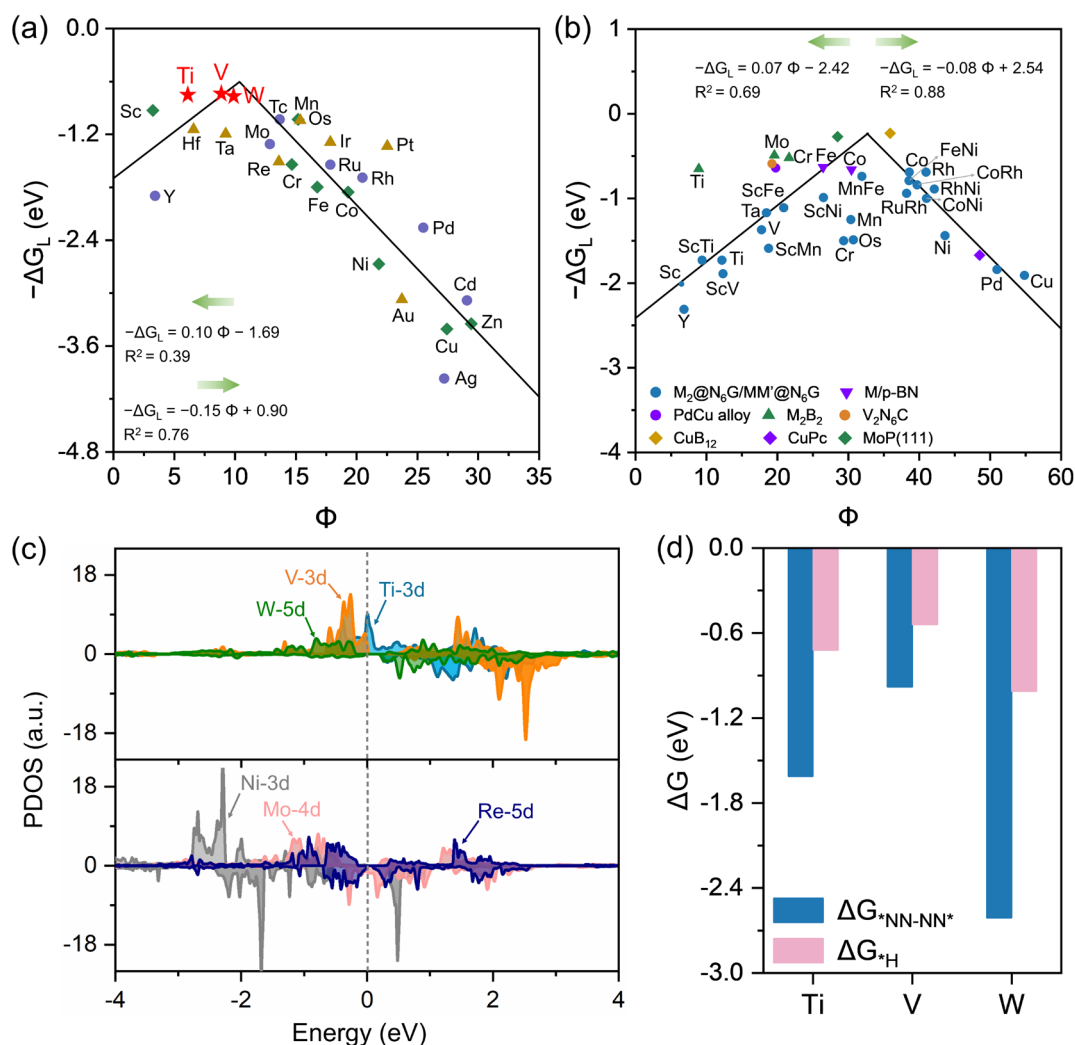 (a)
0.0
-1.2
-2.4
-3.6
-4.8
−ΔG_L (eV)
Ti
V
W
Sc
Hf
Ta
Y
Tc
Mn
Os
Mo
Re
Cr
Fe
Co
Ir
Ru
Rh
Pt
Pd
Ni
Au
Cd
Zn
Cu
Ag
−ΔG_L = 0.10 Φ − 1.69
R² = 0.39
−ΔG_L = −0.15 Φ + 0.90
R² = 0.76
0 5 10 15 20 25 30 35
Φ
(b)
1
0
-1
-2
-3
-4
−ΔG_L (eV)
−ΔG_L = 0.07 Φ − 2.42
R² = 0.69
−ΔG_L = −0.08 Φ + 2.54
R² = 0.88
Ti
Mo
Cr
Fe
Co
ScFe
MnFe
Ta
ScNi
V
Mn
ScMn
Cr
Os
ScTi
Ti
Sc
ScV
Y
Co
FeNi
Rh
CoRh
RhNi
RuRh
CoNi
Ni
Pd
Cu
M₂@N₆G/MM'@N₆G
M/p-BN
PdCu alloy
M₂B₂
V₂N₆C
CuB₁₂
CuPc
MoP(111)
0 10 20 30 40 50 60
Φ
(c)
18
0
-18
V-3d
Ti-3d
W-5d
18
0
-18
Ni-3d
Mo-4d
Re-5d
PDOS (a.u.)
-4 -2 0 2 4
Energy (eV)
(d)
0.0
-0.6
-1.2
-1.8
-2.4
-3.0
ΔG (eV)
ΔG*NN-NN*
ΔG*H
Ti V W